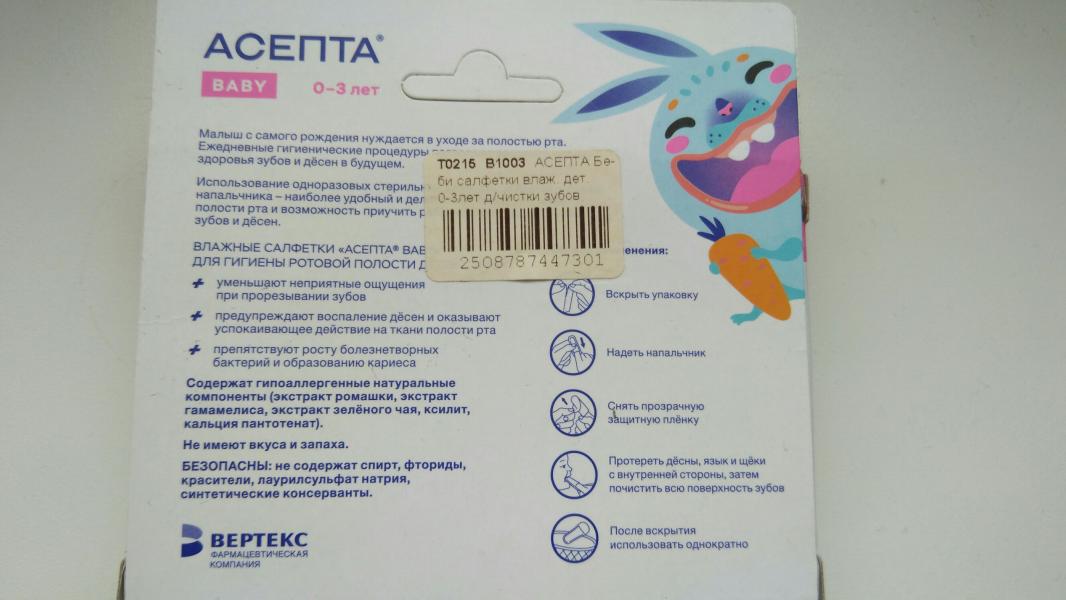 АСЕПТА®
BABY 0–3 лет
Малыш с самого рождения нуждается в уходе за полостью рта.
Ежедневные гигиенические процедуры
здоровья зубов и дёсен в будущем.
Использование одноразовых
напальчника – наиболее удобный и
полости рта и возможность приучить
зубов и дёсен.
ВЛАЖНЫЕ САЛФЕТКИ «АСЕПТА®
ДЛЯ ГИГИЕНЫ РОТОВОЙ ПОЛОСТИ
уменьшают неприятные ощущения
при прорезывании зубов
предупреждают воспаление дёсен и оказывают
успокаивающее действие на ткани полости рта
препятствуют росту болезнетворных
бактерий и образованию кариеса
Содержат гипоаллергенные натуральные
компоненты (экстракт ромашки, экстракт
гамамелиса, экстракт зелёного чая, ксилит,
кальция пантотенат).
Не имеют вкуса и запаха.
БЕЗОПАСНЫ: не содержат спирт, фториды,
красители, лаурилсульфат натрия,
синтетические консерванты.
ВЕРТЕКС
ФАРМАЦЕВТИЧЕСКАЯ
КОМПАНИЯ
T0215 B1003 АСЕПТА Бе-
би салфетки влаж. дет.
0-3лет д/чистки зубов
2508787447301
Вскрыть упаковку
Надеть напальчник
Снять прозрачную
защитную плёнку
Протереть дёсны, язык и щёки
с внутренней стороны, затем
почистить всю поверхность зубов
После вскрытия
использовать однократно